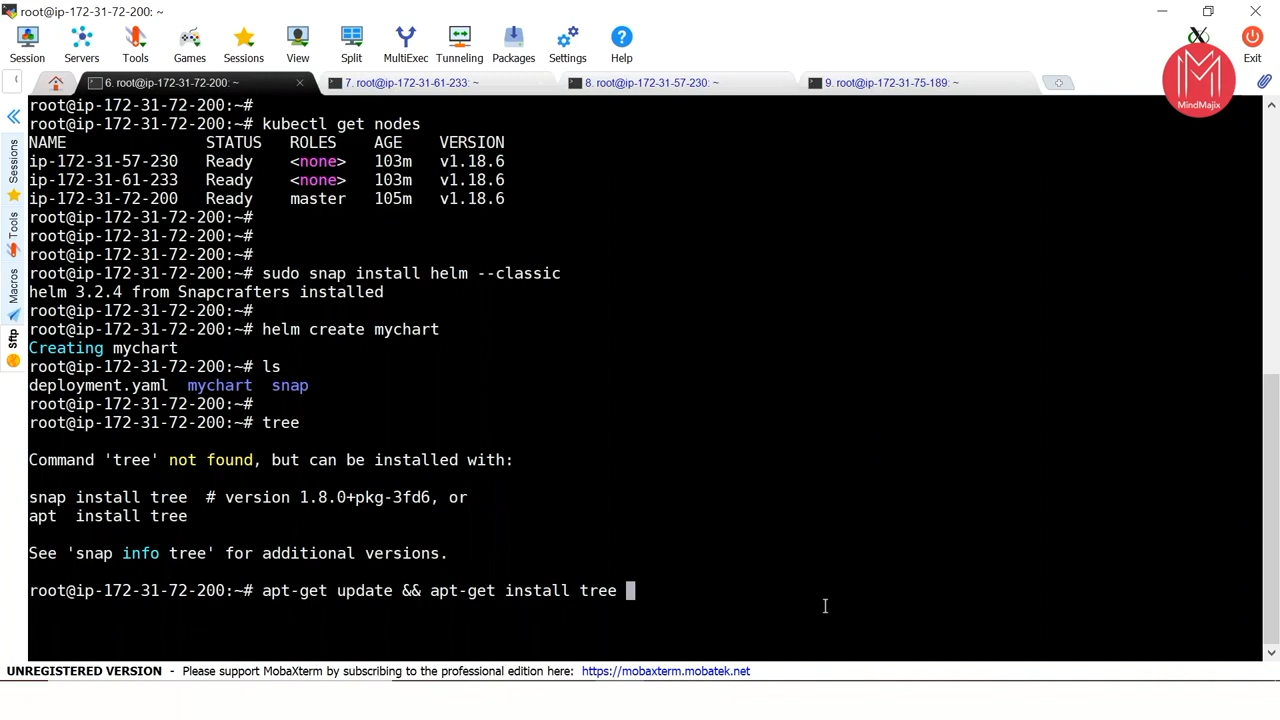 root@ip-172-31-72-200: ~
Session
Servers
Tools
Games
Sessions
View
Split
MultiExec
Tunneling
Packages
Settings
Help
X server
Exit
6. root@ip-172-31-72-200: ~
7. root@ip-172-31-61-233: ~
8. root@ip-172-31-57-230: ~
9. root@ip-172-31-75-189: ~
MindMajix
Sessions
Tools
Macros
Sftp
root@ip-172-31-72-200:~#
root@ip-172-31-72-200:~# kubectl get nodes
NAME STATUS ROLES AGE VERSION
ip-172-31-57-230 Ready <none> 103m v1.18.6
ip-172-31-61-233 Ready <none> 103m v1.18.6
ip-172-31-72-200 Ready master 105m v1.18.6
root@ip-172-31-72-200:~#
root@ip-172-31-72-200:~#
root@ip-172-31-72-200:~#
root@ip-172-31-72-200:~# sudo snap install helm --classic
helm 3.2.4 from Snapcrafters installed
root@ip-172-31-72-200:~#
root@ip-172-31-72-200:~# helm create mychart
Creating mychart
root@ip-172-31-72-200:~# ls
deployment.yaml mychart snap
root@ip-172-31-72-200:~#
root@ip-172-31-72-200:~# tree
Command 'tree' not found, but can be installed with:
snap install tree # version 1.8.0+pkg-3fd6, or
apt install tree
See 'snap info tree' for additional versions.
root@ip-172-31-72-200:~# apt-get update && apt-get install tree
UNREGISTERED VERSION - Please support MobaXterm by subscribing to the professional edition here: https://mobaxterm.mobatek.net